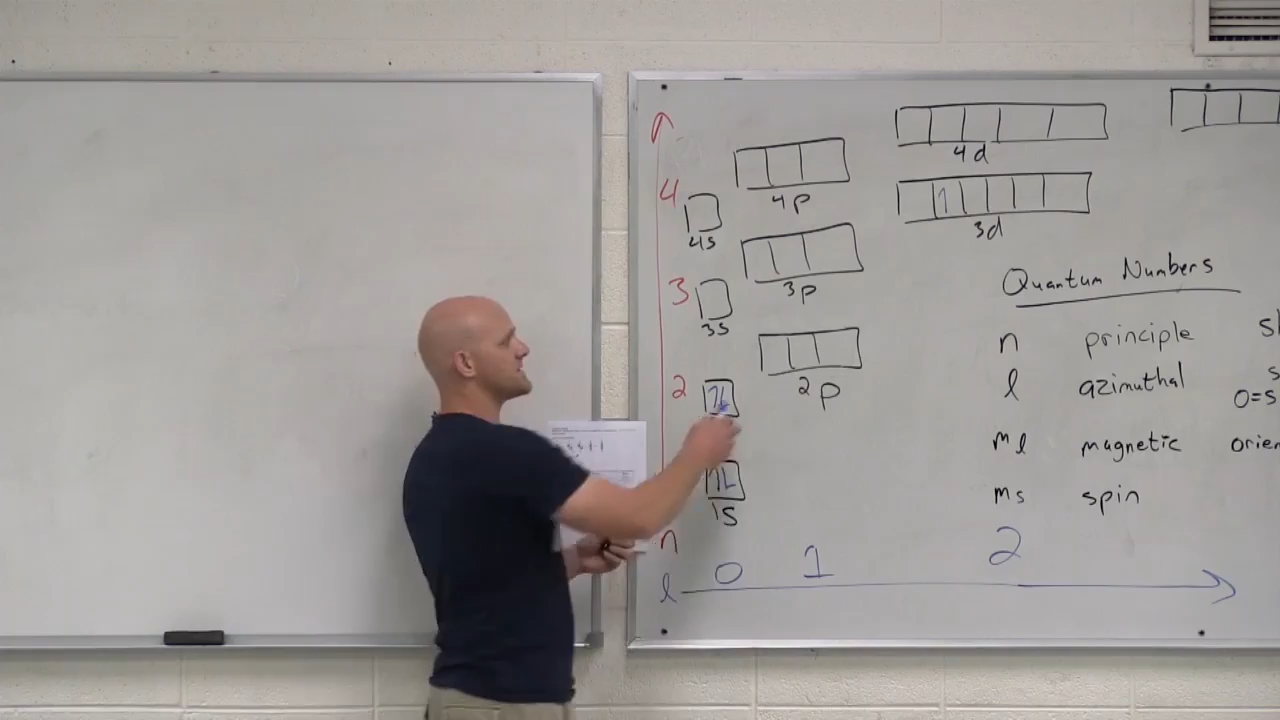 4d
4p
4
4s
3d
3p
3
3s
2p
2
1s
n
l 0 1 2
Quantum Numbers
n principle
l azimuthal
0=s
ml magnetic
ms spin